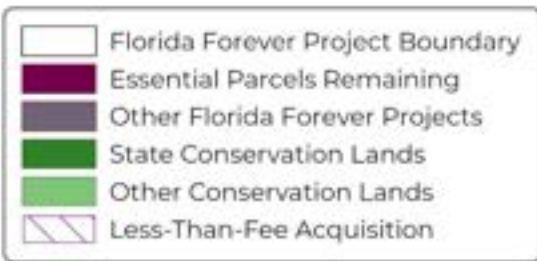 Florida Forever Project Boundary
Essential Parcels Remaining
Other Florida Forever Projects
State Conservation Lands
Other Conservation Lands
Less-Than-Fee Acquisition